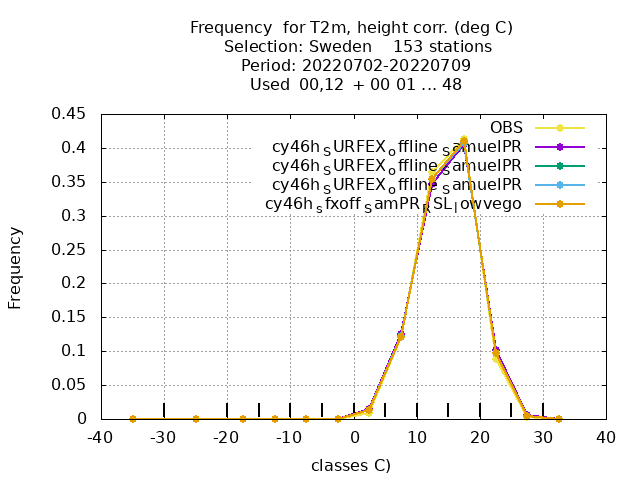 Frequency for T2m, height corr. (deg C)
Selection: Sweden 153 stations
Period: 20220702-20220709
Used 00,12 + 00 01 ... 48
0.45
0.4
0.35
0.3
0.25
0.2
0.15
0.1
0.05
0
Frequency
OBS
cy46h_SURFEX_offline_SamuelPR
cy46h_SURFEX_offline_SamuelPR
cy46h_SURFEX_offline_SamuelPR
cy46h_sfxoff_SamPR_RSL_lowvego
-40 -30 -20 -10 0 10 20 30 40
classes C)